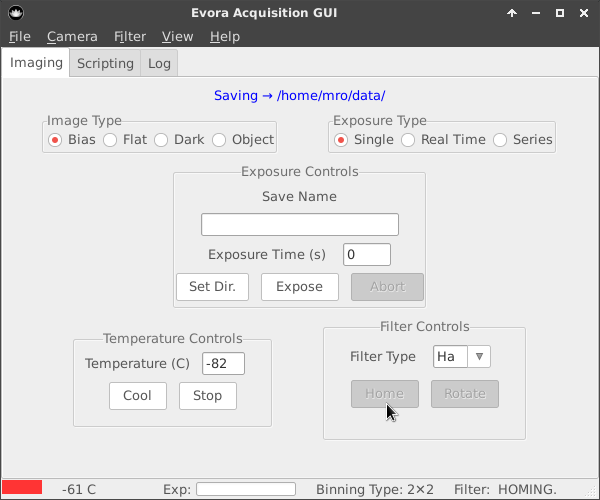 Evora Acquisition GUI
File Camera Filter View Help
Imaging Scripting Log
Saving → /home/mro/data/
Image Type
Bias Flat Dark Object
Exposure Type
Single Real Time Series
Exposure Controls
Save Name
Exposure Time (s) 0
Set Dir. Expose Abort
Temperature Controls
Temperature (C) -82
Cool Stop
Filter Controls
Filter Type Ha
Home Rotate
-61 C Exp: Binning Type: 2×2 Filter: HOMING.